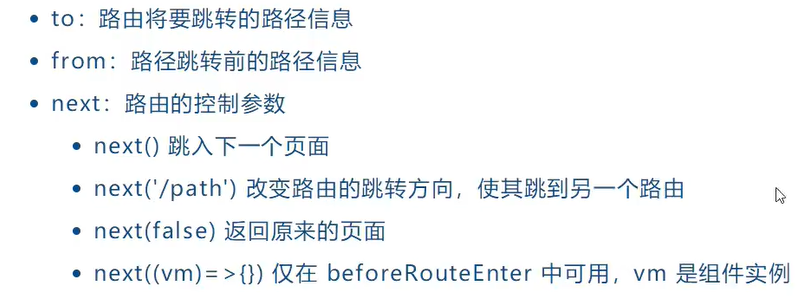 to：路由将要跳转的路径信息
from：路径跳转前的路径信息
next：路由的控制参数
next() 跳入下一个页面
next('/path') 改变路由的跳转方向，使其跳到另一个路由
next(false) 返回原来的页面
next((vm)=>{}) 仅在 beforeRouteEnter 中可用，vm 是组件实例